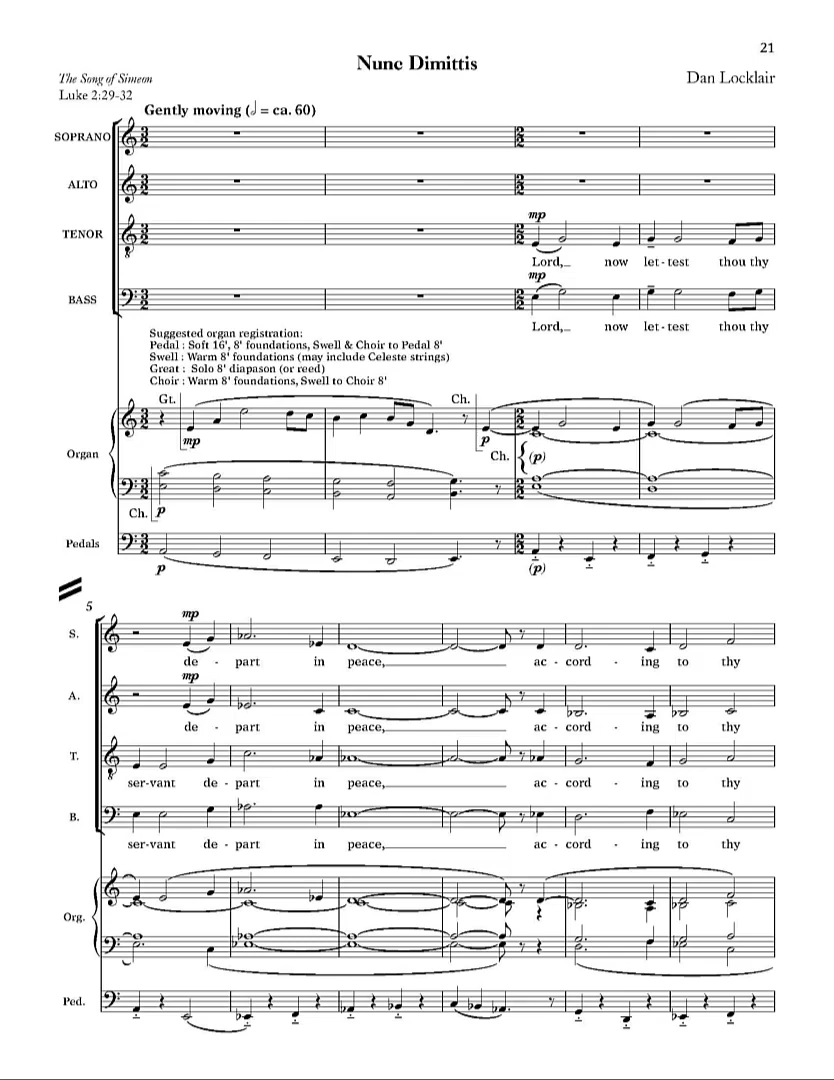 21
Nunc Dimittis
The Song of Simeon
Dan Locklair
Luke 2:29-32
Gently moving (𝅗𝅥 = ca. 60)
SOPRANO
ALTO
TENOR
mp
Lord,_ now let - test thou thy
BASS
mp
Lord,_ now let - test thou thy
Suggested organ registration:
Pedal : Soft 16', 8' foundations, Swell & Choir to Pedal 8'
Swell : Warm 8' foundations (may include Celeste strings)
Great : Solo 8' diapason (or reed)
Choir : Warm 8' foundations, Swell to Choir 8'
Gt. Ch.
mp p
Organ
Ch. (p)
Ch. p
Pedals
p (p)
5
mp
S.
de - part in peace,___ ac - cord - ing to thy
mp
A.
de - part in peace,___ ac - cord - ing to thy
T.
ser-vant de - part in peace,___ ac - cord - ing to thy
B.
ser-vant de - part in peace,___ ac - cord - ing to thy
Org.
Ped.